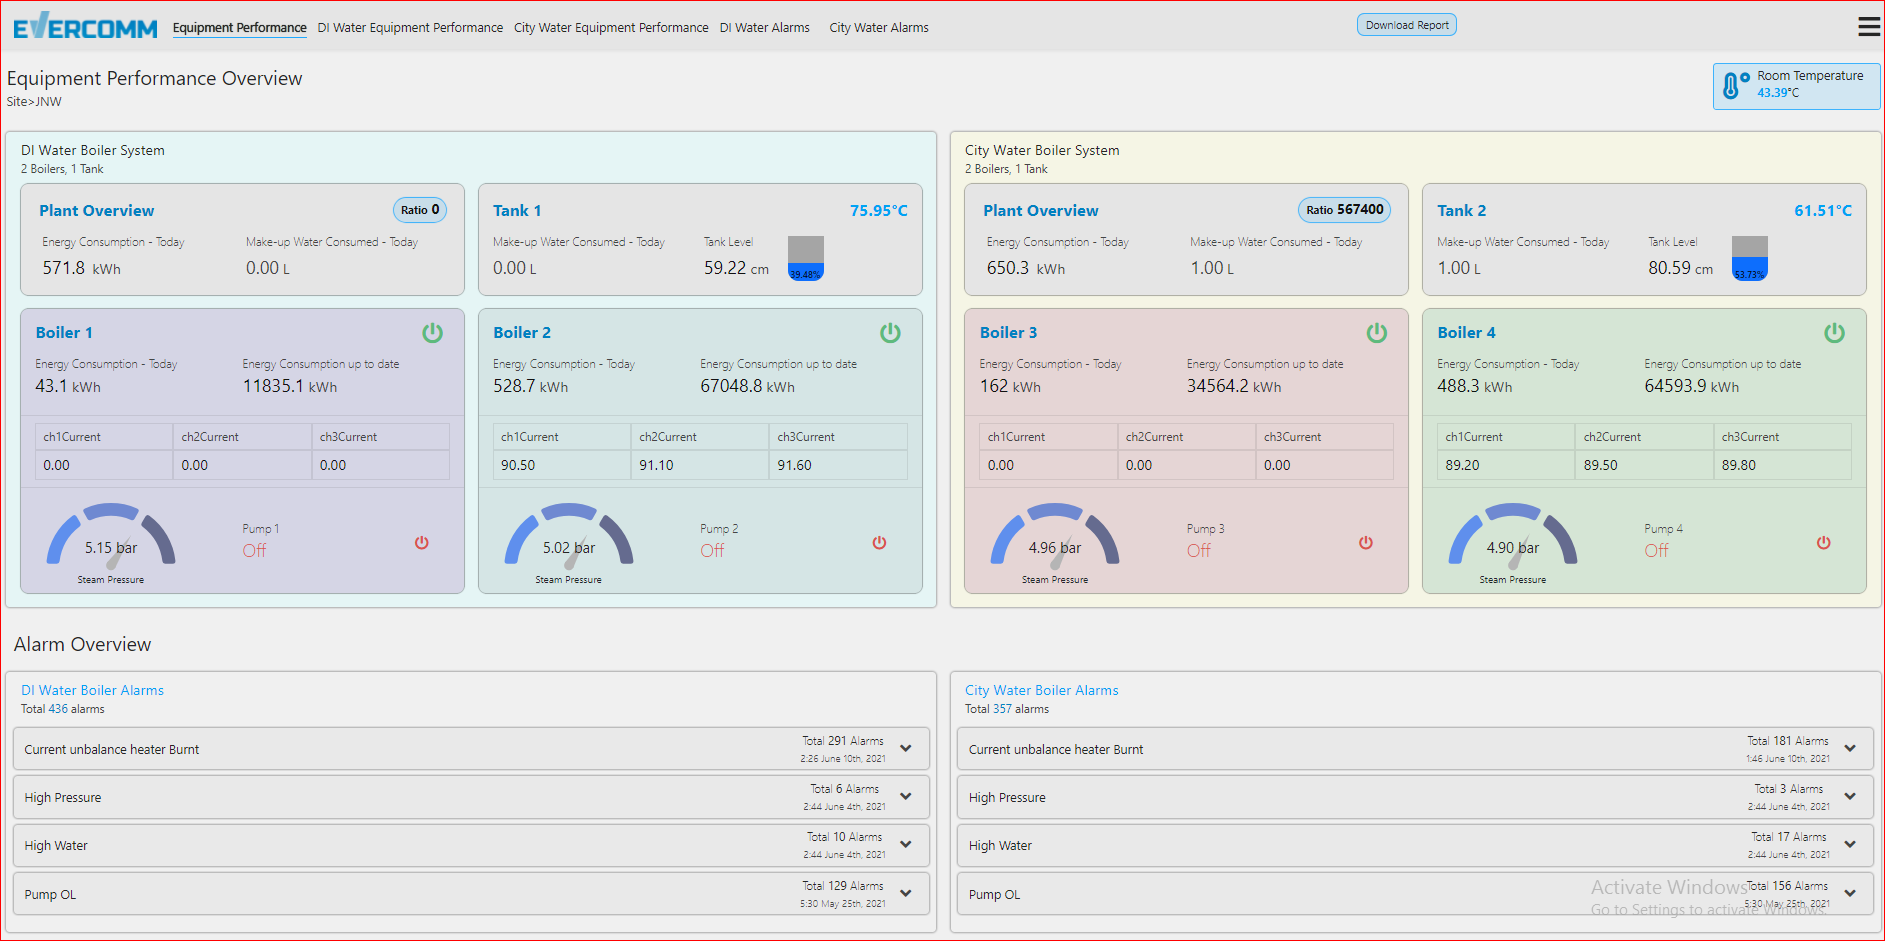 EVERCOMM
Equipment Performance
DI Water Equipment Performance
City Water Equipment Performance
DI Water Alarms
City Water Alarms
Download Report
Equipment Performance Overview
Site>JNW
Room Temperature
43.39°C
DI Water Boiler System
2 Boilers, 1 Tank
Plant Overview
Ratio 0
Energy Consumption - Today
Make-up Water Consumed - Today
571.8 kWh
0.00 L
Tank 1
75.95°C
Make-up Water Consumed - Today
Tank Level
0.00 L
59.22 cm
39.48%
Boiler 1
Energy Consumption - Today
Energy Consumption up to date
43.1 kWh
11835.1 kWh
ch1Current
ch2Current
ch3Current
0.00
0.00
0.00
5.15 bar
Steam Pressure
Pump 1
Off
Boiler 2
Energy Consumption - Today
Energy Consumption up to date
528.7 kWh
67048.8 kWh
ch1Current
ch2Current
ch3Current
90.50
91.10
91.60
5.02 bar
Steam Pressure
Pump 2
Off
City Water Boiler System
2 Boilers, 1 Tank
Plant Overview
Ratio 567400
Energy Consumption - Today
Make-up Water Consumed - Today
650.3 kWh
1.00 L
Tank 2
61.51°C
Make-up Water Consumed - Today
Tank Level
1.00 L
80.59 cm
53.73%
Boiler 3
Energy Consumption - Today
Energy Consumption up to date
162 kWh
34564.2 kWh
ch1Current
ch2Current
ch3Current
0.00
0.00
0.00
4.96 bar
Steam Pressure
Pump 3
Off
Boiler 4
Energy Consumption - Today
Energy Consumption up to date
488.3 kWh
64593.9 kWh
ch1Current
ch2Current
ch3Current
89.20
89.50
89.80
4.90 bar
Steam Pressure
Pump 4
Off
Alarm Overview
DI Water Boiler Alarms
Total 436 alarms
Current unbalance heater Burnt
Total 291 Alarms
2:26 June 10th, 2021
High Pressure
Total 6 Alarms
2:44 June 4th, 2021
High Water
Total 10 Alarms
2:44 June 4th, 2021
Pump OL
Total 129 Alarms
5:30 May 25th, 2021
City Water Boiler Alarms
Total 357 alarms
Current unbalance heater Burnt
Total 181 Alarms
1:46 June 10th, 2021
High Pressure
Total 3 Alarms
2:44 June 4th, 2021
High Water
Total 17 Alarms
2:44 June 4th, 2021
Pump OL
Total 156 Alarms
5:30 May 25th, 2021
Activate Windows
Go to Settings to activate Windows.